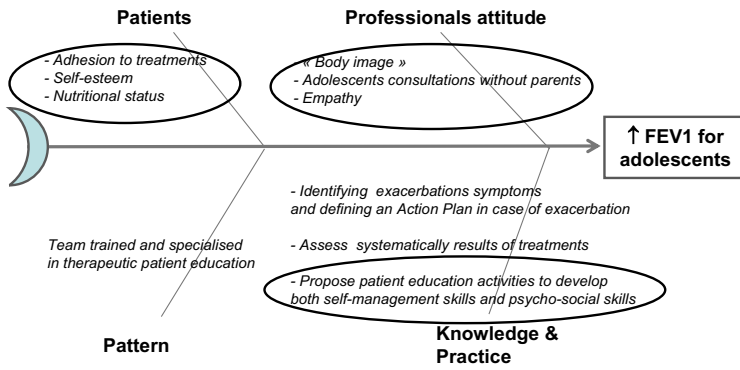 Patients
Professionals attitude
- Adhesion to treatments
- Self-esteem
- Nutritional status
- « Body image »
- Adolescents consultations without parents
- Empathy
↑ FEV1 for
adolescents
- Identifying exacerbations symptoms
and defining an Action Plan in case of exacerbation
Team trained and specialised
in therapeutic patient education
- Assess systematically results of treatments
- Propose patient education activities to develop
both self-management skills and psycho-social skills
Pattern
Knowledge &
Practice